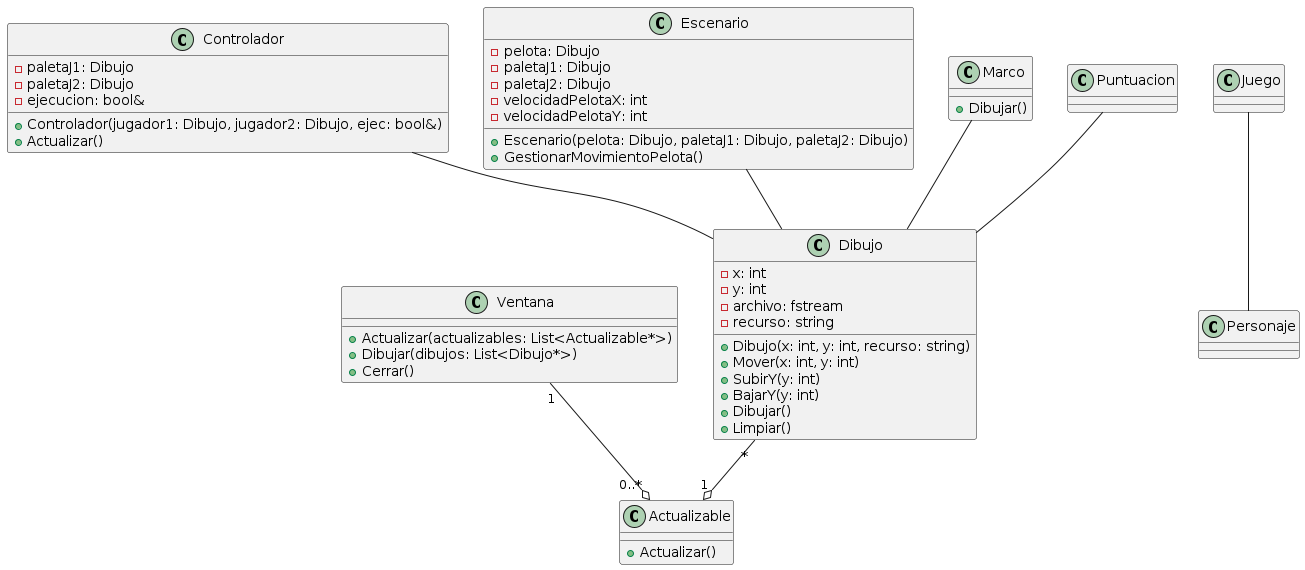 Controlador
paletaJ1: Dibujo
paletaJ2: Dibujo
ejecucion: bool&
Controlador(jugador1: Dibujo, jugador2: Dibujo, ejec: bool&)
Actualizar()
Escenario
pelota: Dibujo
paletaJ1: Dibujo
paletaJ2: Dibujo
velocidadPelotaX: int
velocidadPelotaY: int
Escenario(pelota: Dibujo, paletaJ1: Dibujo, paletaJ2: Dibujo)
GestionarMovimientoPelota()
Marco
Dibujar()
Puntuacion
Juego
Ventana
Actualizar(actualizables: List<Actualizable*>)
Dibujar(dibujos: List<Dibujo*>)
Cerrar()
Dibujo
x: int
y: int
archivo: fstream
recurso: string
Dibujo(x: int, y: int, recurso: string)
Mover(x: int, y: int)
SubirY(y: int)
BajarY(y: int)
Dibujar()
Limpiar()
Personaje
1
*
0..*
1
Actualizable
Actualizar()